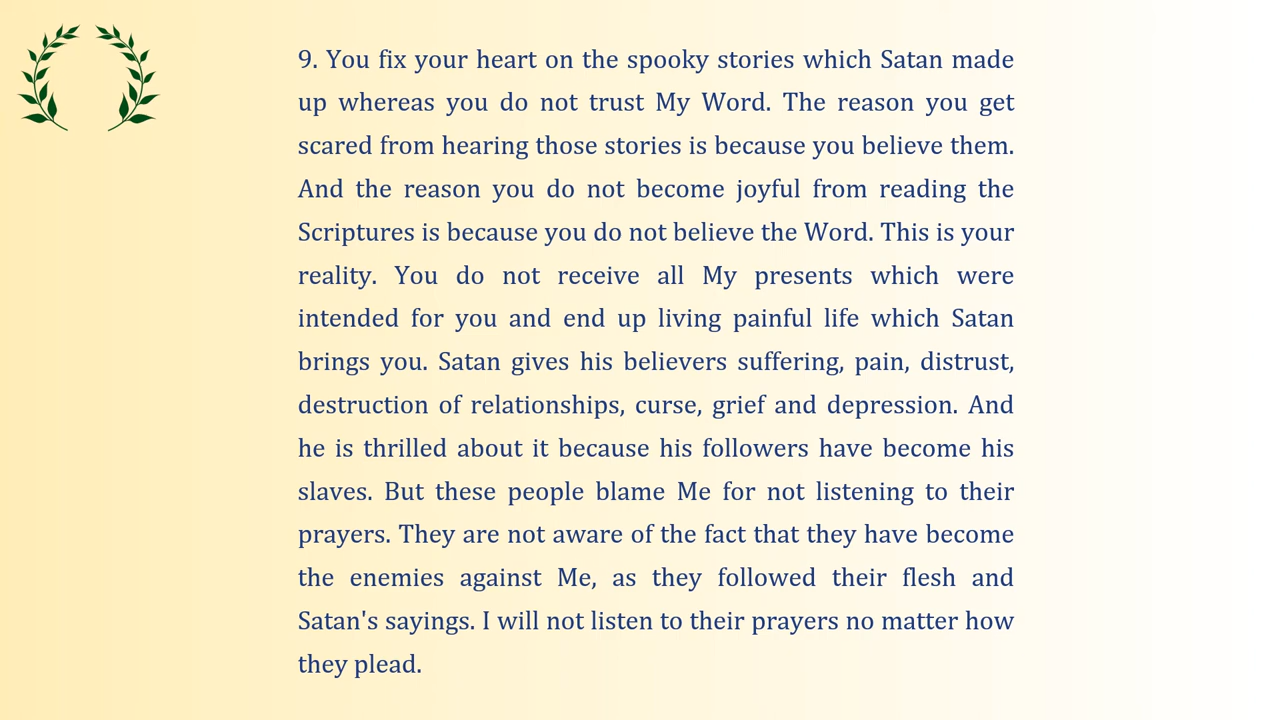 9. You fix your heart on the spooky stories which Satan made
up whereas you do not trust My Word. The reason you get
scared from hearing those stories is because you believe them.
And the reason you do not become joyful from reading the
Scriptures is because you do not believe the Word. This is your
reality. You do not receive all My presents which were
intended for you and end up living painful life which Satan
brings you. Satan gives his believers suffering, pain, distrust,
destruction of relationships, curse, grief and depression. And
he is thrilled about it because his followers have become his
slaves. But these people blame Me for not listening to their
prayers. They are not aware of the fact that they have become
the enemies against Me, as they followed their flesh and
Satan's sayings. I will not listen to their prayers no matter how
they plead.